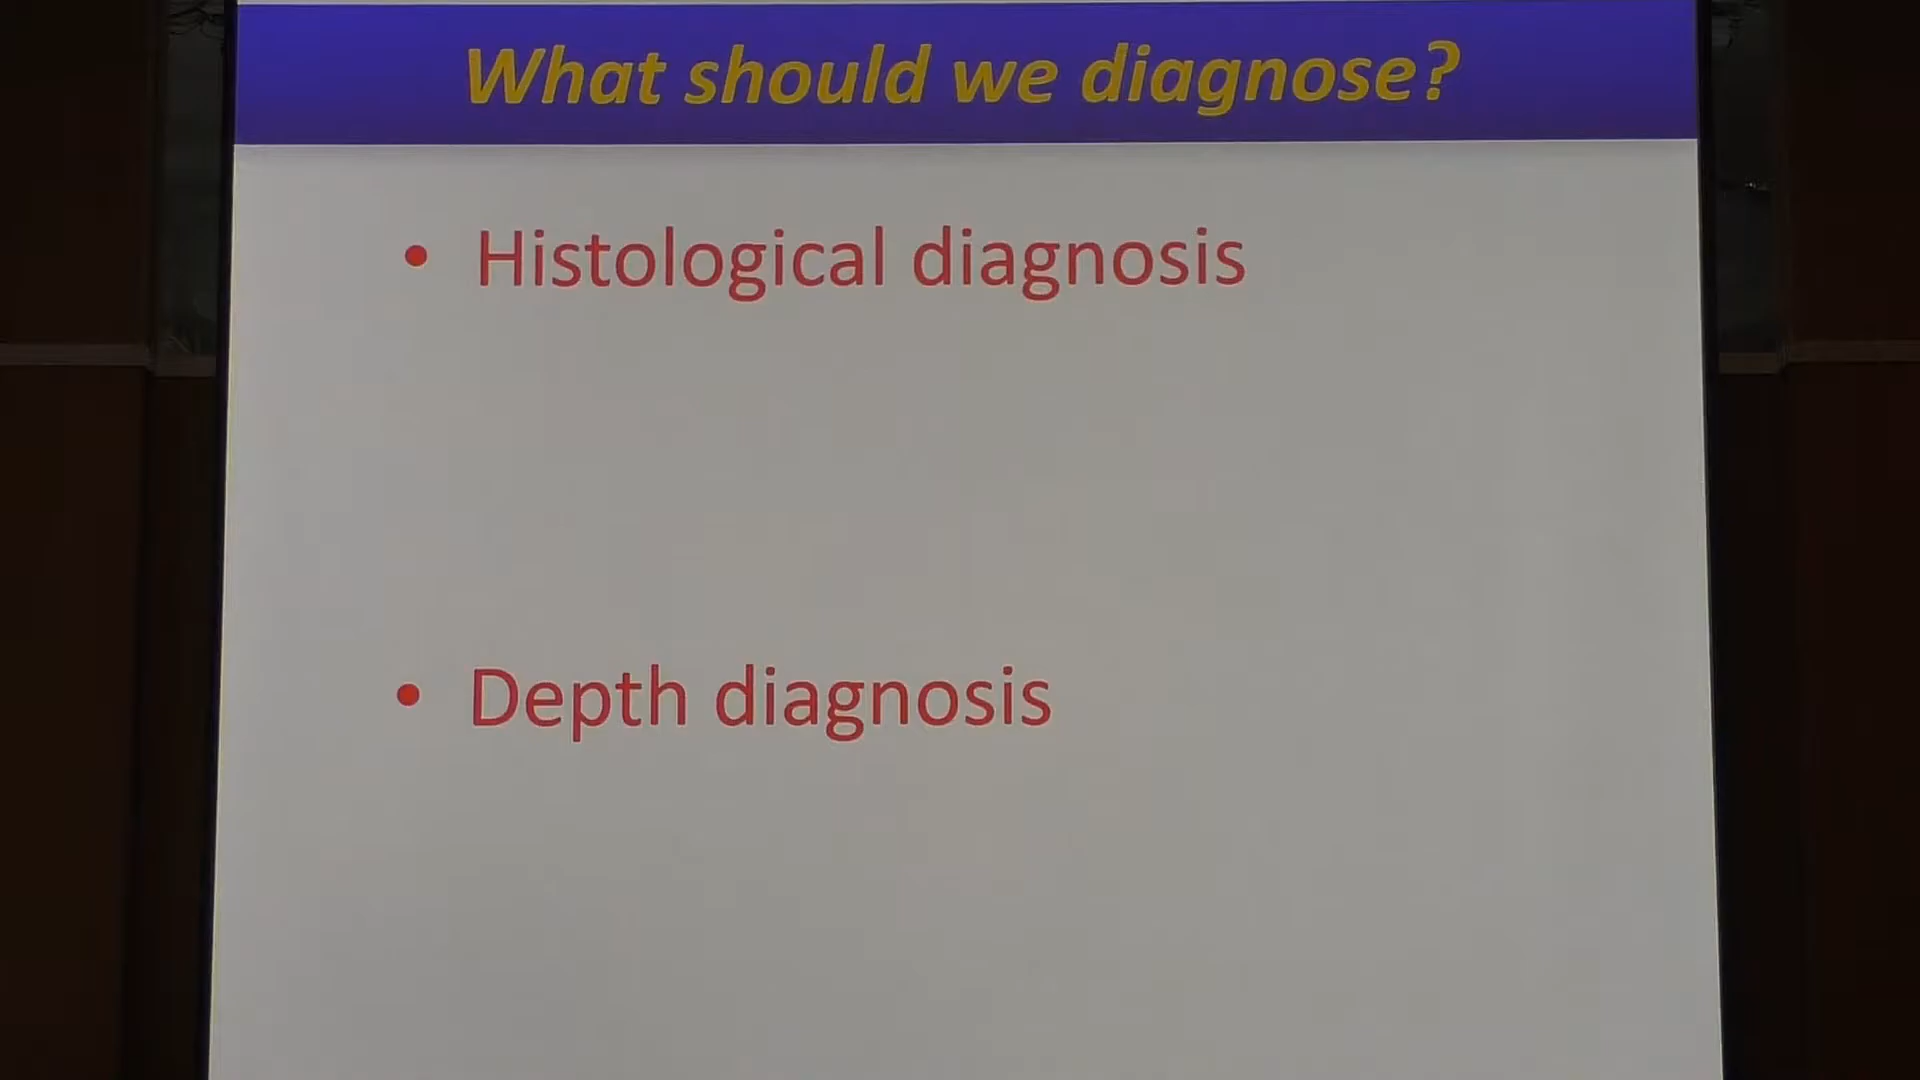 What should we diagnose?
• Histological diagnosis
• Depth diagnosis